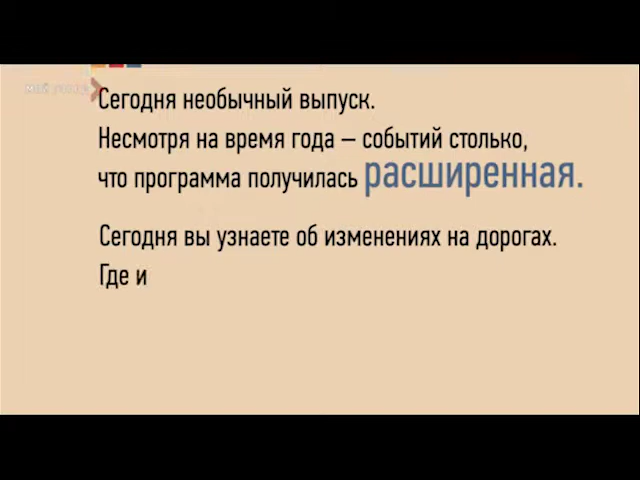 Сегодня необычный выпуск.
Несмотря на время года – событий столько,
что программа получилась расширенная.
Сегодня вы узнаете об изменениях на дорогах.
Где и